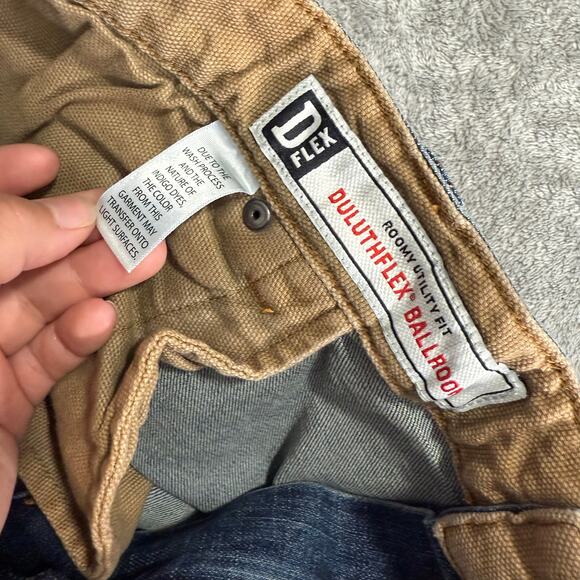 DUE TO THE
WASH PROCESS
AND THE
NATURE OF
INDIGO DYES
THE COLOR
FROM THIS
GARMENT MAY
TRANSFER ONTO
LIGHT SURFACES.
D
FLEX
ROOMY UTILITY FIT
DULUTHFLEX® BALLROOM